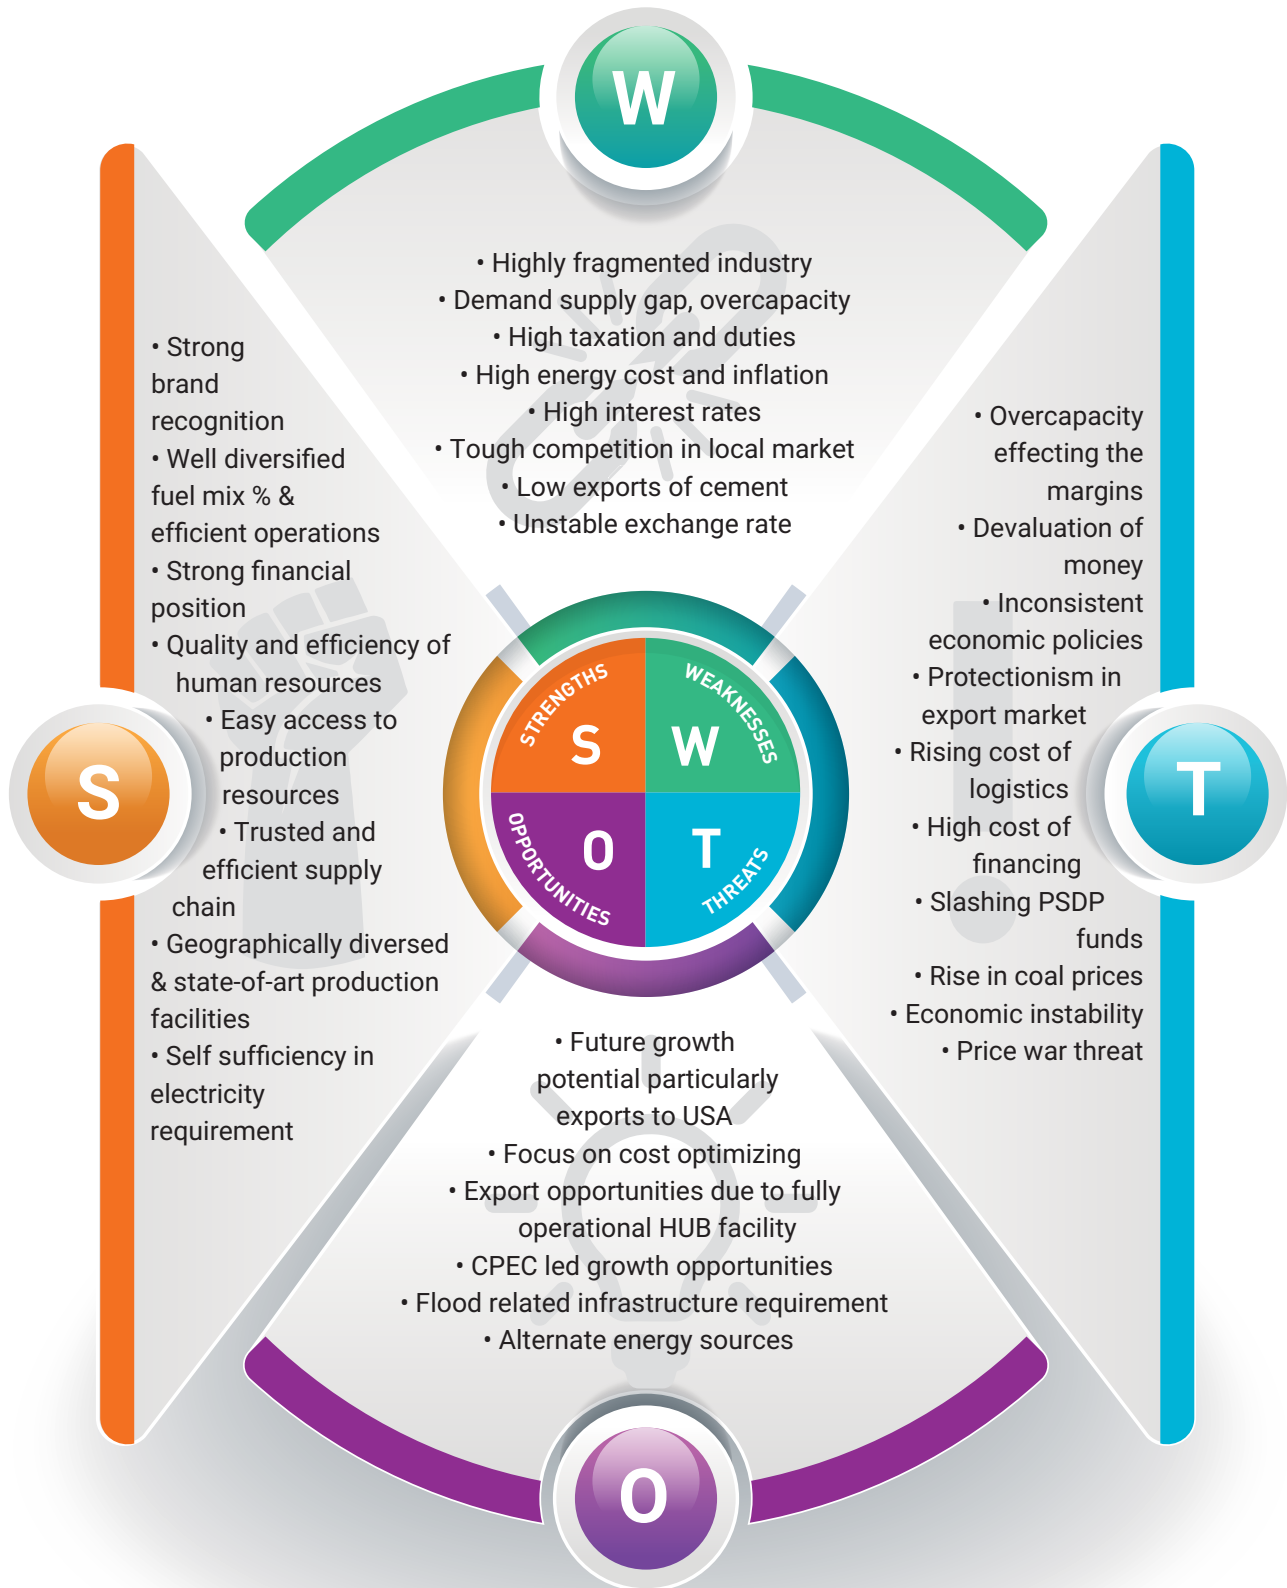 W
• Highly fragmented industry
• Demand supply gap, overcapacity
• High taxation and duties
• High energy cost and inflation
• High interest rates
• Tough competition in local market
• Low exports of cement
• Unstable exchange rate
S
• Strong
brand
recognition
• Well diversified
fuel mix % &
efficient operations
• Strong financial
position
• Quality and efficiency of
human resources
• Easy access to
production
resources
• Trusted and
efficient supply
chain
• Geographically diversed
& state-of-art production
facilities
• Self sufficiency in
electricity
requirement
STRENGTHS
S
WEAKNESSES
W
OPPORTUNITIES
O
THREATS
T
T
• Overcapacity
effecting the
margins
• Devaluation of
money
• Inconsistent
economic policies
• Protectionism in
export market
• Rising cost of
logistics
• High cost of
financing
• Slashing PSDP
funds
• Rise in coal prices
• Economic instability
• Price war threat
• Future growth
potential particularly
exports to USA
• Focus on cost optimizing
• Export opportunities due to fully
operational HUB facility
• CPEC led growth opportunities
• Flood related infrastructure requirement
• Alternate energy sources
O